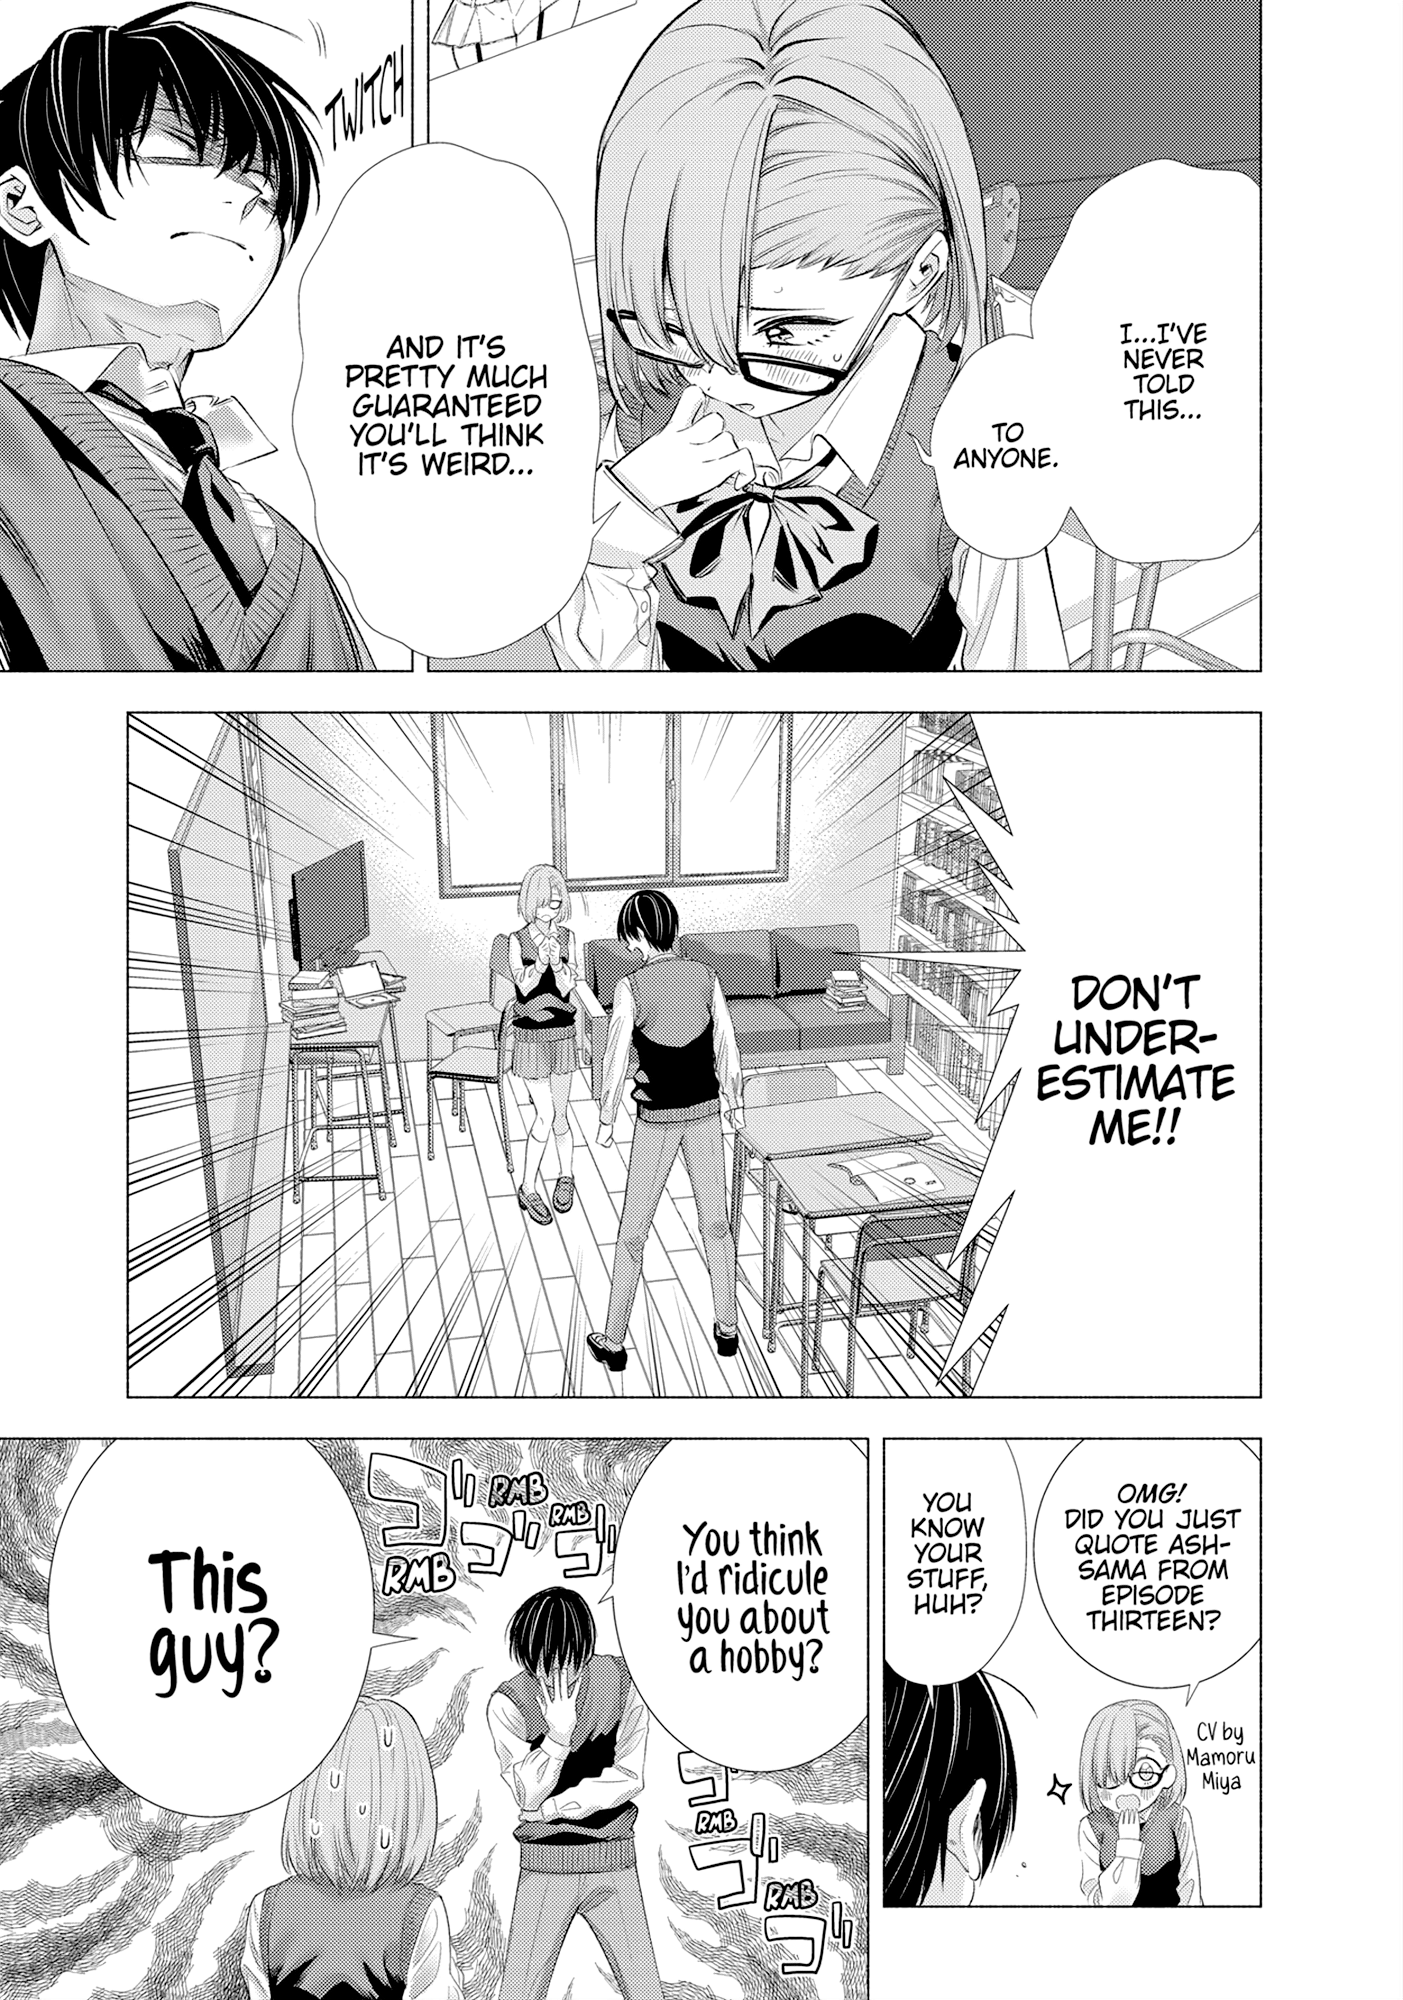 I...I'VE
NEVER
TOLD
THIS...
TO
ANYONE.
AND IT'S
PRETTY MUCH
GUARANTEED
YOU'LL THINK
IT'S WEIRD...
TWITCH
DON'T
UNDER-
ESTIMATE
ME!!
OMG!
DID YOU JUST
QUOTE ASH-
SAMA FROM
EPISODE
THIRTEEN?
CV by
Mamoru
Miya
YOU
KNOW
YOUR
STUFF,
HUH?
You think
I'd ridicule
you about
a hobby?
ゴゴゴ
RMB
RMB
RMB
This
guy?
ゴゴゴ
RMB
RMB
RMB